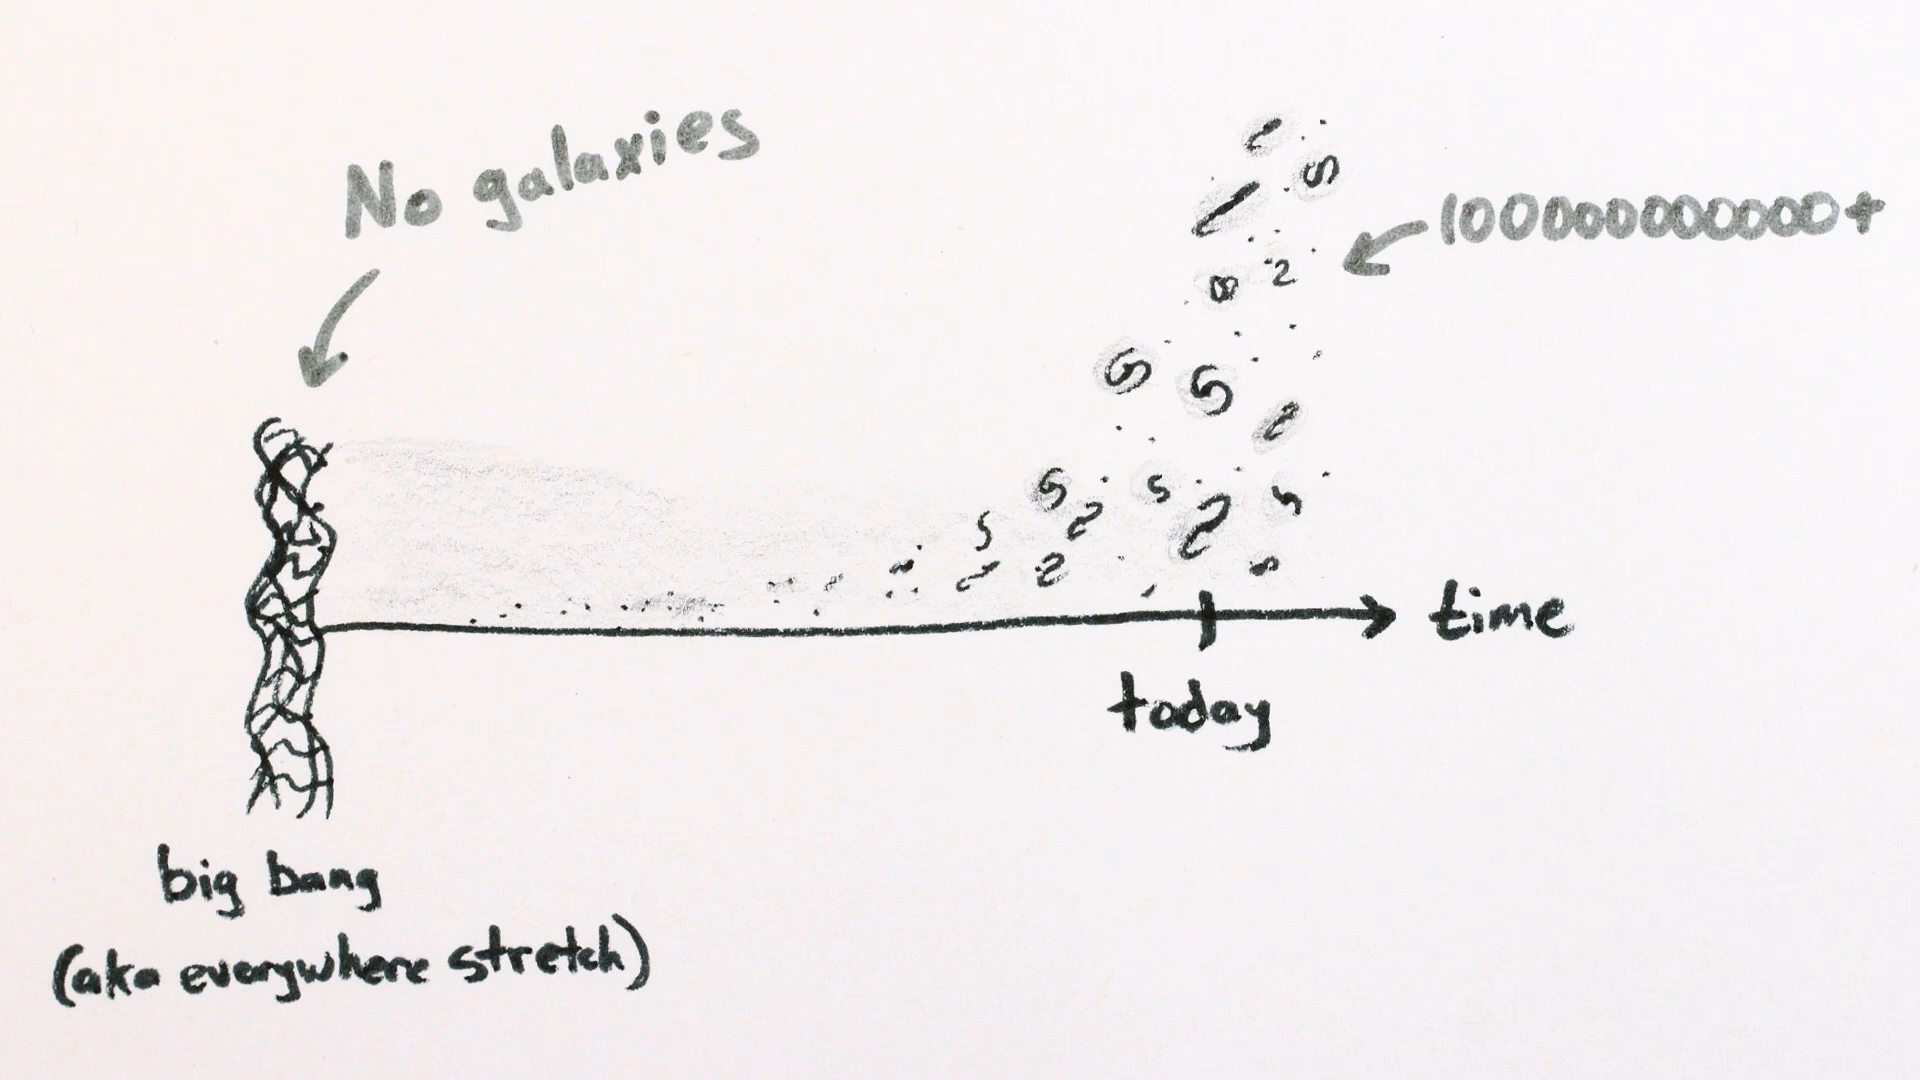 No galaxies
100000000000+
time
today
big bang
(aka everywhere stretch)